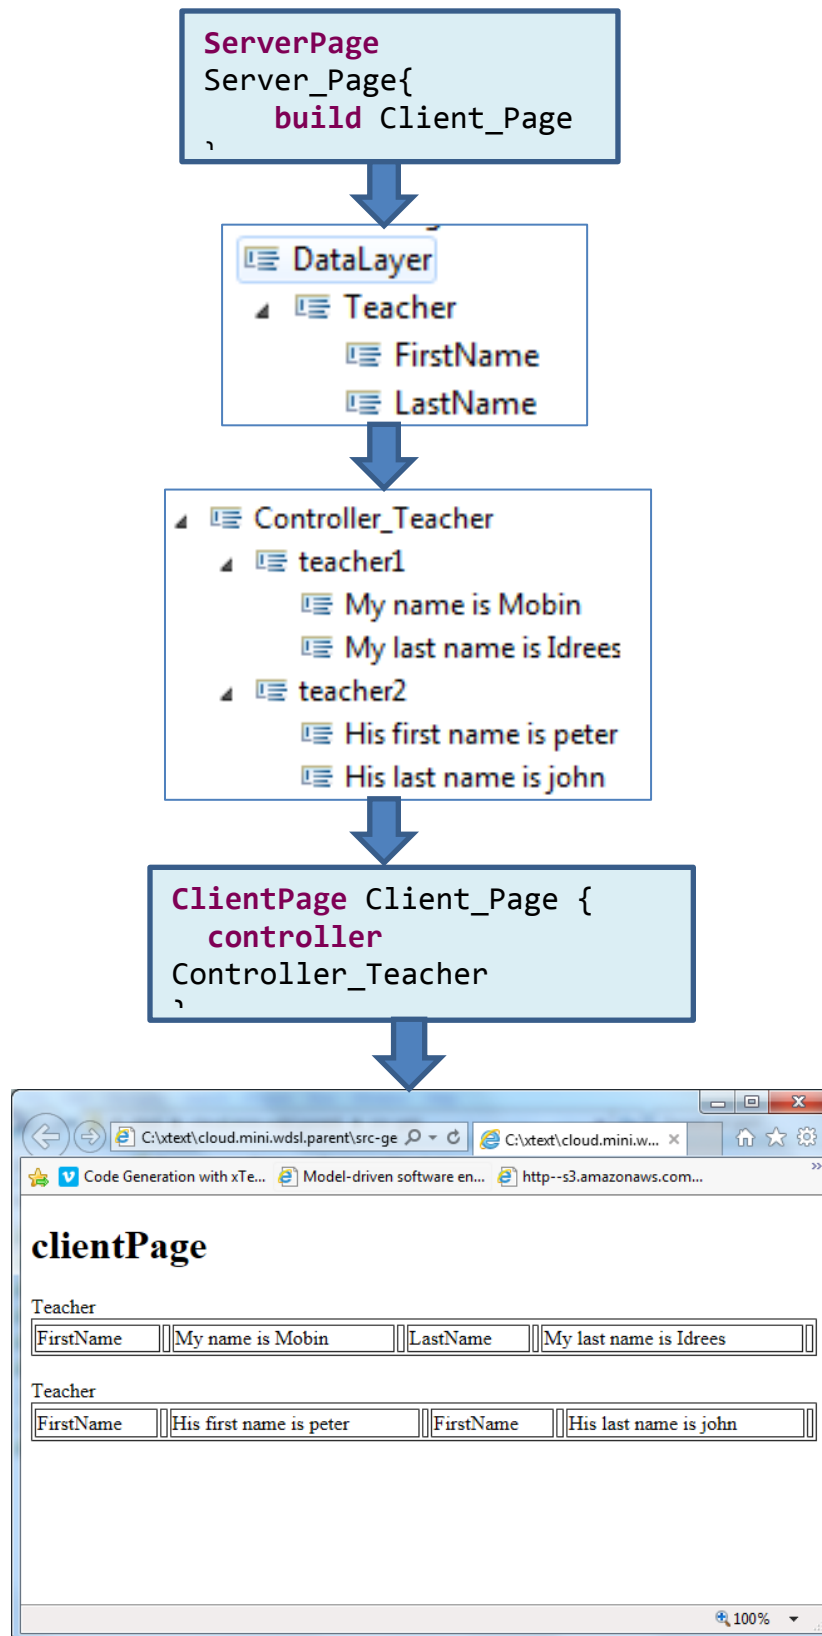 ServerPage
Server_Page{
build Client_Page
DataLayer
Teacher
FirstName
LastName
Controller_Teacher
teacher1
My name is Mobin
My last name is Idrees
teacher2
His first name is peter
His last name is john
ClientPage Client_Page {
controller
Controller_Teacher
C:\xtext\cloud.mini.wdsl.parent\src-ge C:\xtext\cloud.mini.w...
Code Generation with xTe... Model-driven software en... http--s3.amazonaws.com...
clientPage
Teacher
FirstName My name is Mobin LastName My last name is Idrees
Teacher
FirstName His first name is peter FirstName His last name is john
100%